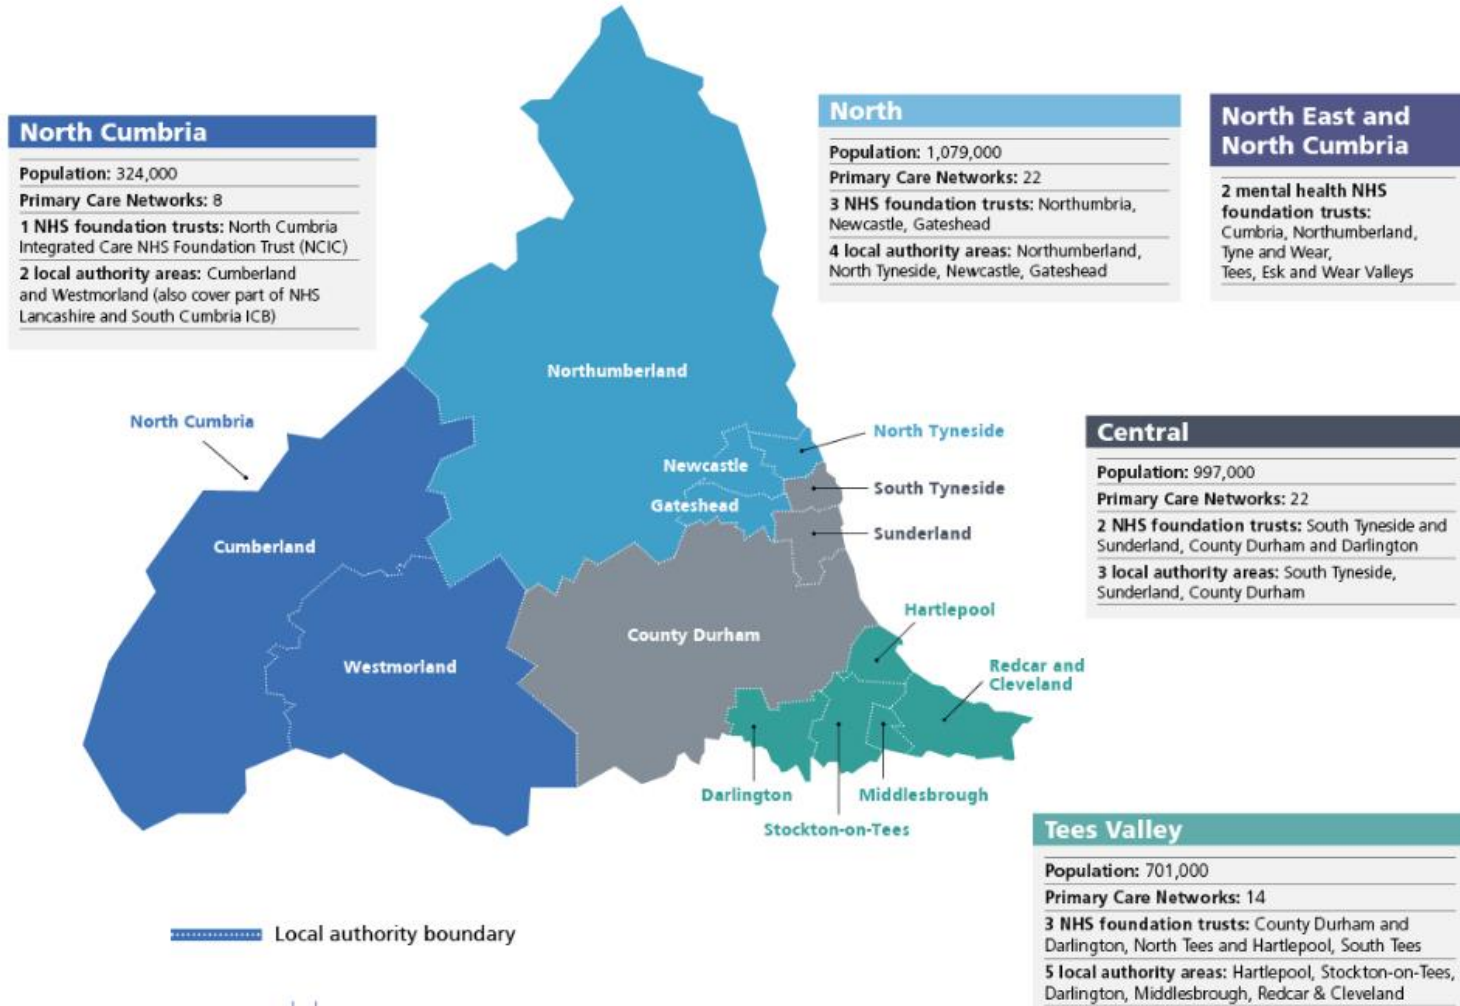 North Cumbria
Population: 324,000
Primary Care Networks: 8
1 NHS foundation trusts: North Cumbria
Integrated Care NHS Foundation Trust (NCIC)
2 local authority areas: Cumberland
and Westmorland (also cover part of NHS
Lancashire and South Cumbria ICB)
North
Population: 1,079,000
Primary Care Networks: 22
3 NHS foundation trusts: Northumbria,
Newcastle, Gateshead
4 local authority areas: Northumberland,
North Tyneside, Newcastle, Gateshead
North East and
North Cumbria
2 mental health NHS
foundation trusts:
Cumbria, Northumberland,
Tyne and Wear,
Tees, Esk and Wear Valleys
Northumberland
North Cumbria
North Tyneside
Newcastle
South Tyneside
Gateshead
Sunderland
Cumberland
County Durham
Westmorland
Hartlepool
Redcar and
Cleveland
Darlington
Middlesbrough
Stockton-on-Tees
Central
Population: 997,000
Primary Care Networks: 22
2 NHS foundation trusts: South Tyneside and
Sunderland, County Durham and Darlington
3 local authority areas: South Tyneside,
Sunderland, County Durham
Tees Valley
Population: 701,000
Primary Care Networks: 14
3 NHS foundation trusts: County Durham and
Darlington, North Tees and Hartlepool, South Tees
5 local authority areas: Hartlepool, Stockton-on-Tees,
Darlington, Middlesbrough, Redcar & Cleveland
Local authority boundary